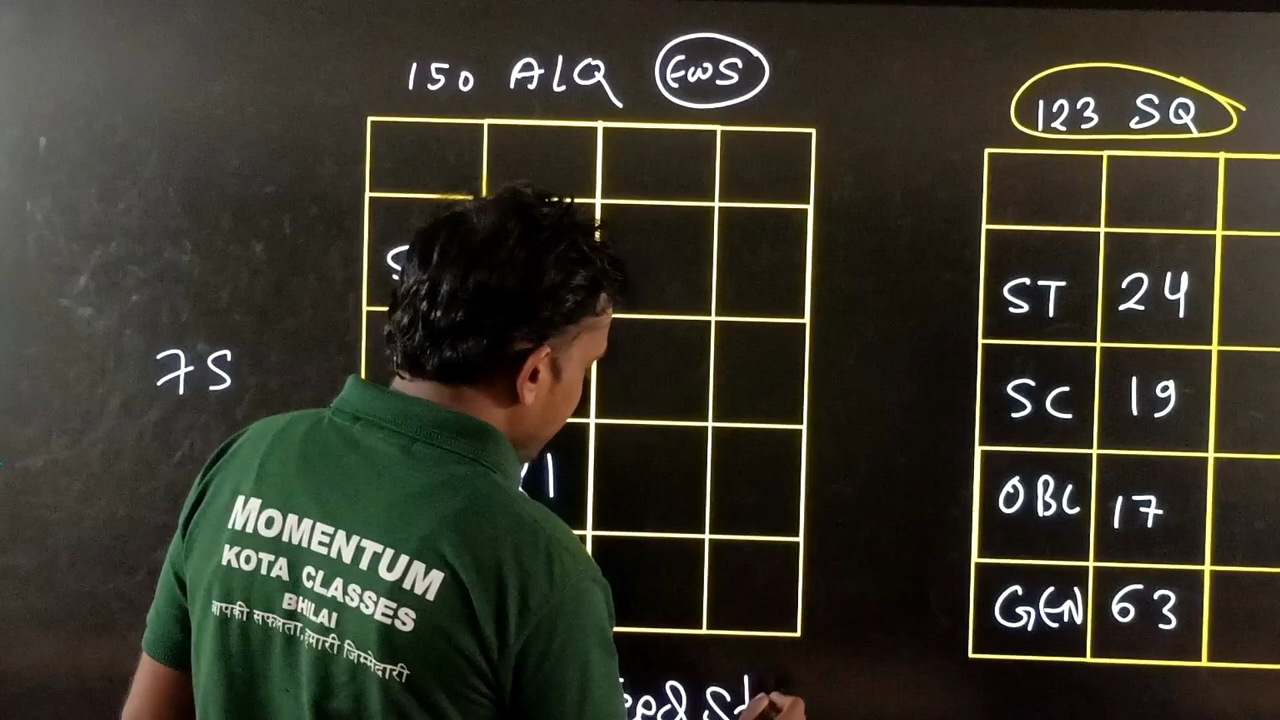 150 AIQ EWS
123 SQ
ST 24
SC 19
OBC 17
GEN 63
75
MOMENTUM
KOTA CLASSES
BHILAI
आपकी सफलता, हमारी जिम्मेदारी